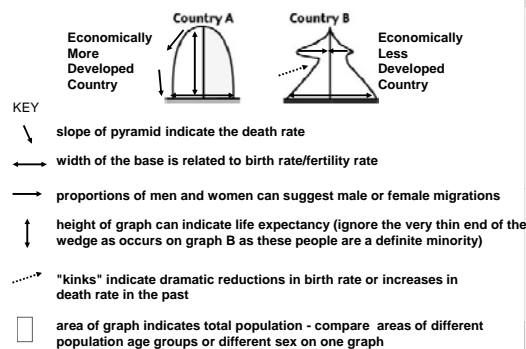 Country A
Country B
Economically
More
Developed
Country
Economically
Less
Developed
Country
KEY
slope of pyramid indicate the death rate
width of the base is related to birth rate/fertility rate
proportions of men and women can suggest male or female migrations
height of graph can indicate life expectancy (ignore the very thin end of the
wedge as occurs on graph B as these people are a definite minority)
"kinks" indicate dramatic reductions in birth rate or increases in
death rate in the past
area of graph indicates total population - compare areas of different
population age groups or different sex on one graph